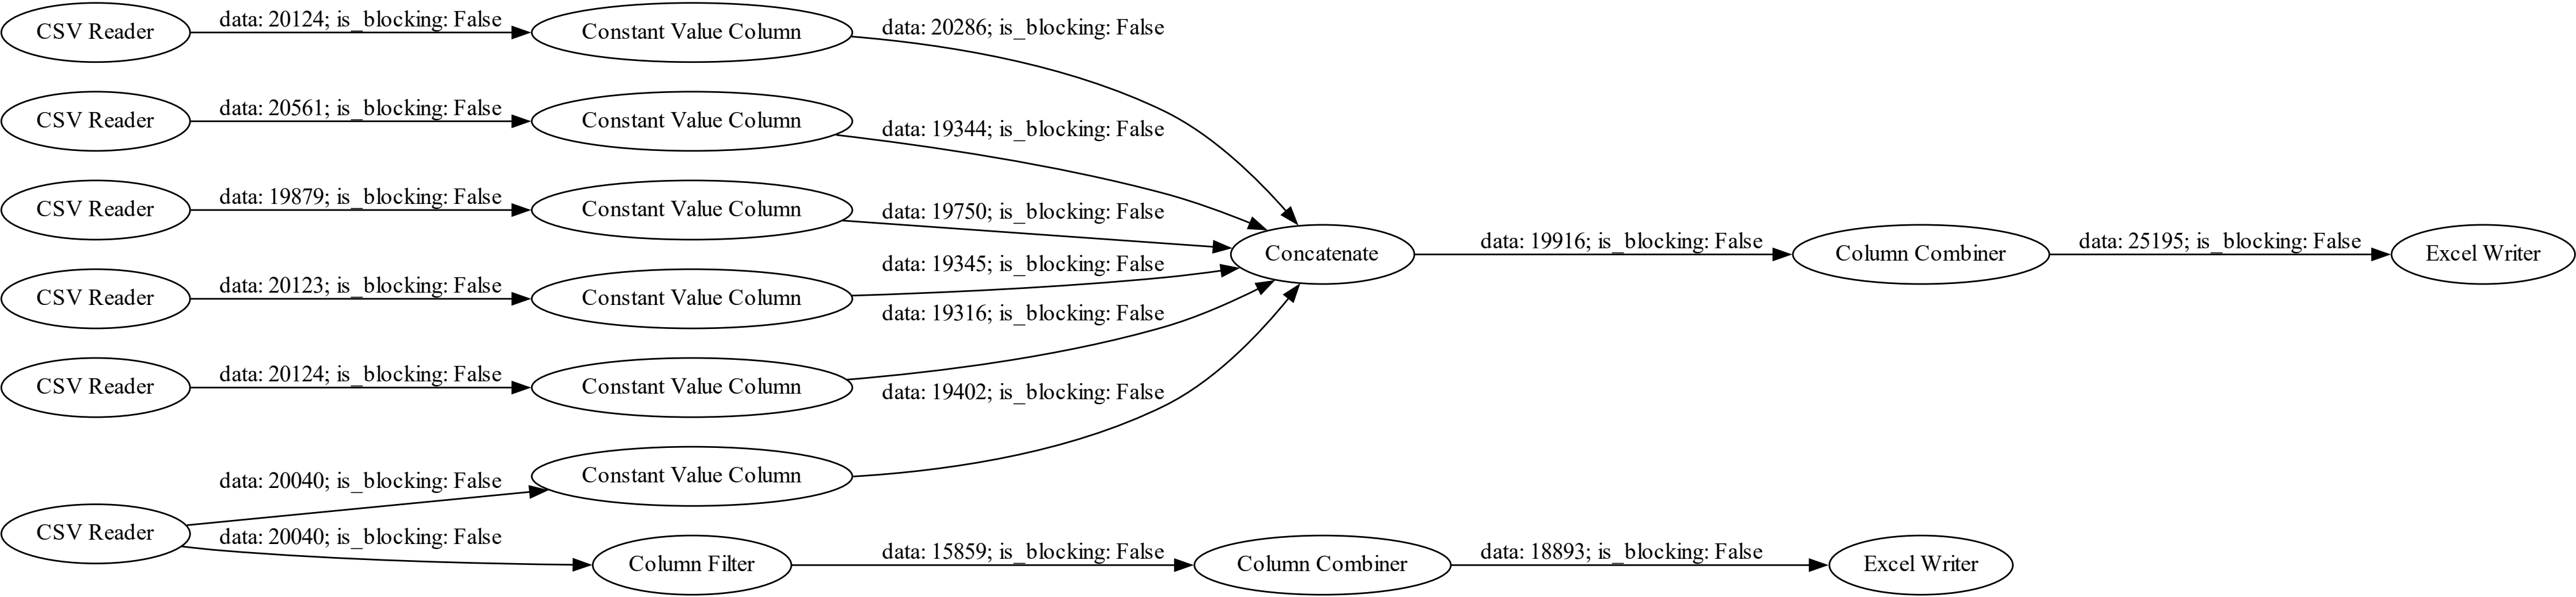 CSV Reader
data: 20124; is_blocking: False
Constant Value Column
data: 20286; is_blocking: False
CSV Reader
data: 20561; is_blocking: False
Constant Value Column
data: 19344; is_blocking: False
CSV Reader
data: 19879; is_blocking: False
Constant Value Column
data: 19750; is_blocking: False
CSV Reader
data: 20123; is_blocking: False
Constant Value Column
data: 19345; is_blocking: False
Concatenate
data: 19916; is_blocking: False
Column Combiner
data: 25195; is_blocking: False
Excel Writer
CSV Reader
data: 20124; is_blocking: False
Constant Value Column
data: 19316; is_blocking: False
CSV Reader
data: 20040; is_blocking: False
Constant Value Column
data: 19402; is_blocking: False
data: 20040; is_blocking: False
Column Filter
data: 15859; is_blocking: False
Column Combiner
data: 18893; is_blocking: False
Excel Writer